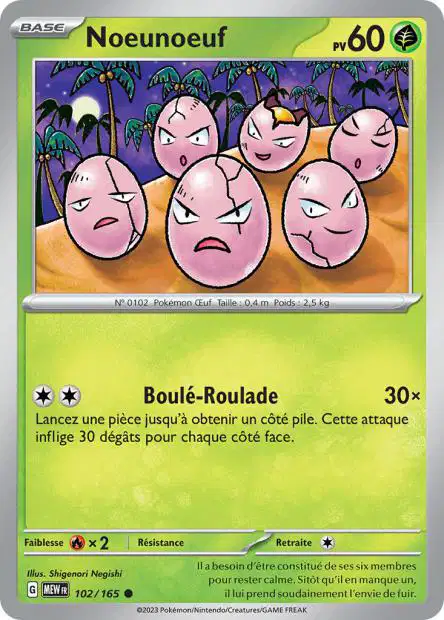 BASE
Noeunoeuf
PV 60
N° 0102 Pokémon Œuf Taille : 0,4 m Poids : 2,5 kg
Boulé-Roulade 30×
Lancez une pièce jusqu'à obtenir un côté pile. Cette attaque
inflige 30 dégâts pour chaque côté face.
Faiblesse ×2 Résistance Retraite
Illus. Shigenori Negishi
G MEW FR 102/165
Il a besoin d'être constitué de ses six membres
pour rester calme. Sitôt qu'il en manque un,
il lui prend soudainement l'envie de fuir.
©2023 Pokémon/Nintendo/Creatures/GAME FREAK